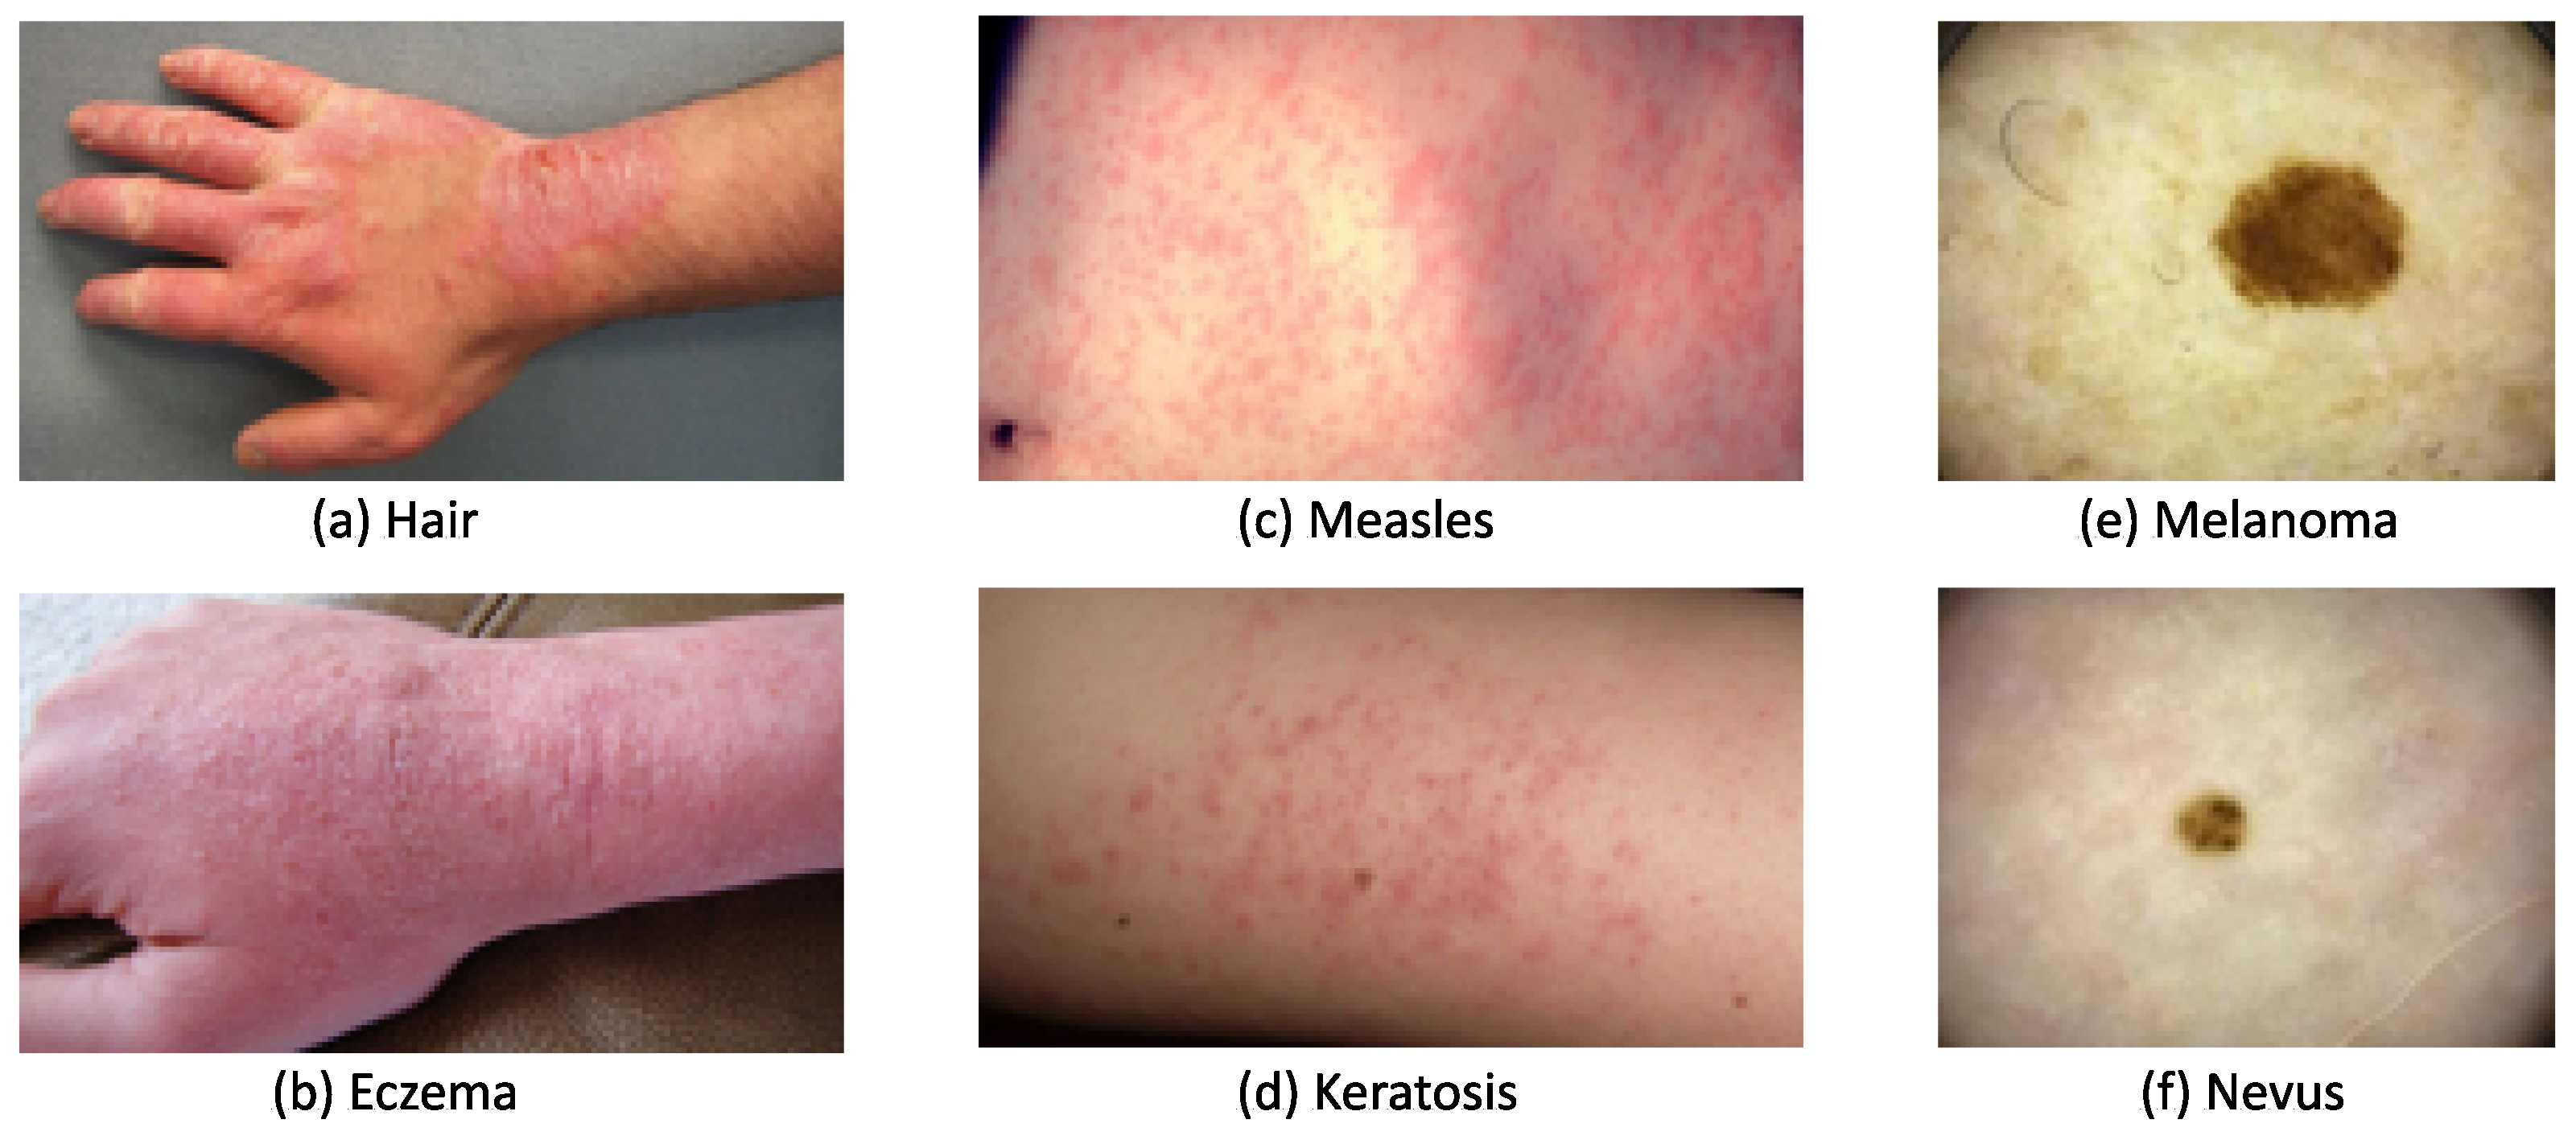 (a) Hair
(c) Measles
(e) Melanoma
(b) Eczema
(d) Keratosis
(f) Nevus